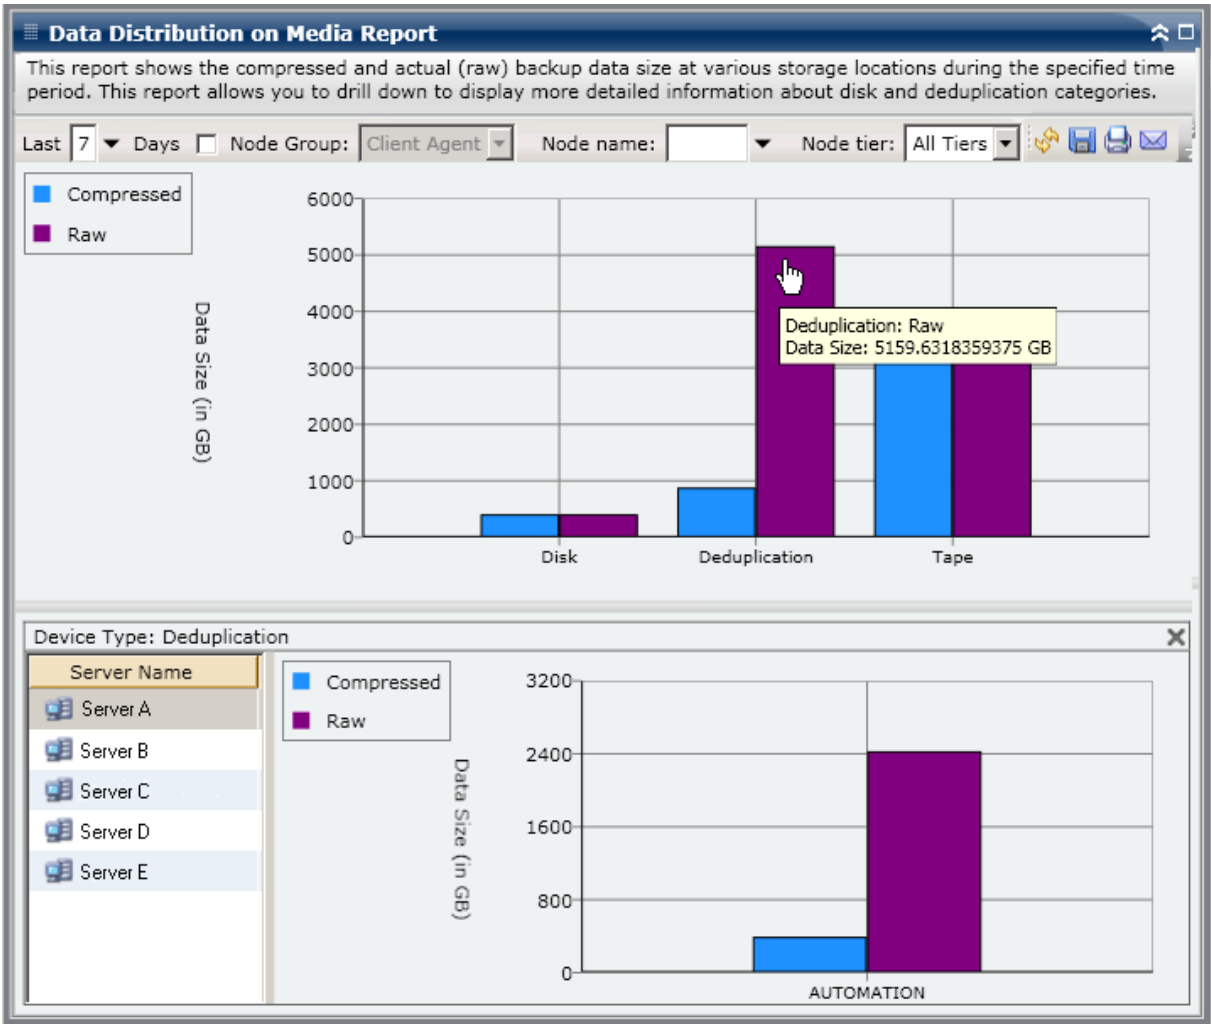 Data Distribution on Media Report
This report shows the compressed and actual (raw) backup data size at various storage locations during the specified time
period. This report allows you to drill down to display more detailed information about disk and deduplication categories.
Last 7 Days Node Group: Client Agent Node name: Node tier: All Tiers
Compressed
Raw
Data Size (in GB)
6000
5000
4000
3000
2000
1000
0
Deduplication: Raw
Data Size: 5159.6318359375 GB
Disk Deduplication Tape
Device Type: Deduplication
Server Name
Server A
Server B
Server C
Server D
Server E
Compressed
Raw
Data Size (in GB)
3200
2400
1600
800
0
AUTOMATION